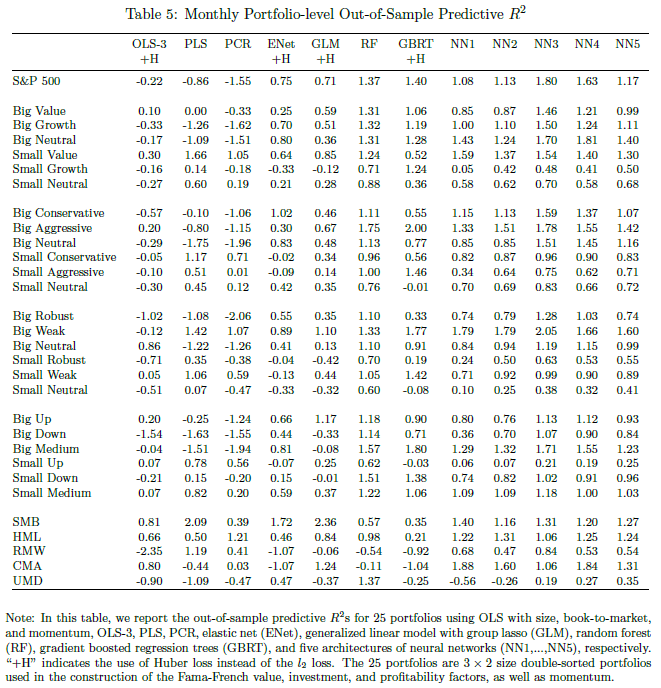 Table 5: Monthly Portfolio-level Out-of-Sample Predictive R²
OLS-3 PLS PCR ENet GLM RF GBRT NN1 NN2 NN3 NN4 NN5
+H +H +H +H
S&P 500 -0.22 -0.86 -1.55 0.75 0.71 1.37 1.40 1.08 1.13 1.80 1.63 1.17
Big Value 0.10 0.00 -0.33 0.25 0.59 1.31 1.06 0.85 0.87 1.46 1.21 0.99
Big Growth -0.33 -1.26 -1.62 0.70 0.51 1.32 1.19 1.00 1.10 1.50 1.24 1.11
Big Neutral -0.17 -1.09 -1.51 0.80 0.36 1.31 1.28 1.43 1.24 1.70 1.81 1.40
Small Value 0.30 1.66 1.05 0.64 0.85 1.24 0.52 1.59 1.37 1.54 1.40 1.30
Small Growth -0.16 0.14 -0.18 -0.33 -0.12 0.71 1.24 0.05 0.42 0.48 0.41 0.50
Small Neutral -0.27 0.60 0.19 0.21 0.28 0.88 0.36 0.58 0.62 0.70 0.58 0.68
Big Conservative -0.57 -0.10 -1.06 1.02 0.46 1.11 0.55 1.15 1.13 1.59 1.37 1.07
Big Aggressive 0.20 -0.80 -1.15 0.30 0.67 1.75 2.00 1.33 1.51 1.78 1.55 1.42
Big Neutral -0.29 -1.75 -1.96 0.83 0.48 1.13 0.77 0.85 0.85 1.51 1.45 1.16
Small Conservative -0.05 1.17 0.71 -0.02 0.34 0.96 0.56 0.82 0.87 0.96 0.90 0.83
Small Aggressive -0.10 0.51 0.01 -0.09 0.14 1.00 1.46 0.34 0.64 0.75 0.62 0.71
Small Neutral -0.30 0.45 0.12 0.42 0.35 0.76 -0.01 0.70 0.69 0.83 0.66 0.72
Big Robust -1.02 -1.08 -2.06 0.55 0.35 1.10 0.33 0.74 0.79 1.28 1.03 0.74
Big Weak -0.12 1.42 1.07 0.89 1.10 1.33 1.77 1.79 1.79 2.05 1.66 1.60
Big Neutral 0.86 -1.22 -1.26 0.41 0.13 1.10 0.91 0.84 0.94 1.19 1.15 0.99
Small Robust -0.71 0.35 -0.38 -0.04 -0.42 0.70 0.19 0.24 0.50 0.63 0.53 0.55
Small Weak 0.05 1.06 0.59 -0.13 0.44 1.05 1.42 0.71 0.92 0.99 0.90 0.89
Small Neutral -0.51 0.07 -0.47 -0.33 -0.32 0.60 -0.08 0.10 0.25 0.38 0.32 0.41
Big Up 0.20 -0.25 -1.24 0.66 1.17 1.18 0.90 0.80 0.76 1.13 1.12 0.93
Big Down -1.54 -1.63 -1.55 0.44 -0.33 1.14 0.71 0.36 0.70 1.07 0.90 0.84
Big Medium -0.04 -1.51 -1.94 0.81 -0.08 1.57 1.80 1.29 1.32 1.71 1.55 1.23
Small Up 0.07 0.78 0.56 -0.07 0.25 0.62 -0.03 0.06 0.07 0.21 0.19 0.25
Small Down -0.21 0.15 -0.20 0.15 -0.01 1.51 1.38 0.74 0.82 1.02 0.91 0.96
Small Medium 0.07 0.82 0.20 0.59 0.37 1.22 1.06 1.09 1.09 1.18 1.00 1.03
SMB 0.81 2.09 0.39 1.72 2.36 0.57 0.35 1.40 1.16 1.31 1.20 1.27
HML 0.66 0.50 1.21 0.46 0.84 0.98 0.21 1.22 1.31 1.06 1.25 1.24
RMW -2.35 1.19 0.41 -1.07 -0.06 -0.54 -0.92 0.68 0.47 0.84 0.53 0.54
CMA 0.80 -0.44 0.03 -1.07 1.24 -0.11 -1.04 1.88 1.60 1.06 1.84 1.31
UMD -0.90 -1.09 -0.47 0.47 -0.37 1.37 -0.25 -0.56 -0.26 0.19 0.27 0.35
Note: In this table, we report the out-of-sample predictive R²s for 25 portfolios using OLS with size, book-to-market,
and momentum, OLS-3, PLS, PCR, elastic net (ENet), generalized linear model with group lasso (GLM), random forest
(RF), gradient boosted regression trees (GBRT), and five architectures of neural networks (NN1,...,NN5), respectively.
“+H” indicates the use of Huber loss instead of the l₂ loss. The 25 portfolios are 3 × 2 size double-sorted portfolios
used in the construction of the Fama-French value, investment, and profitability factors, as well as momentum.